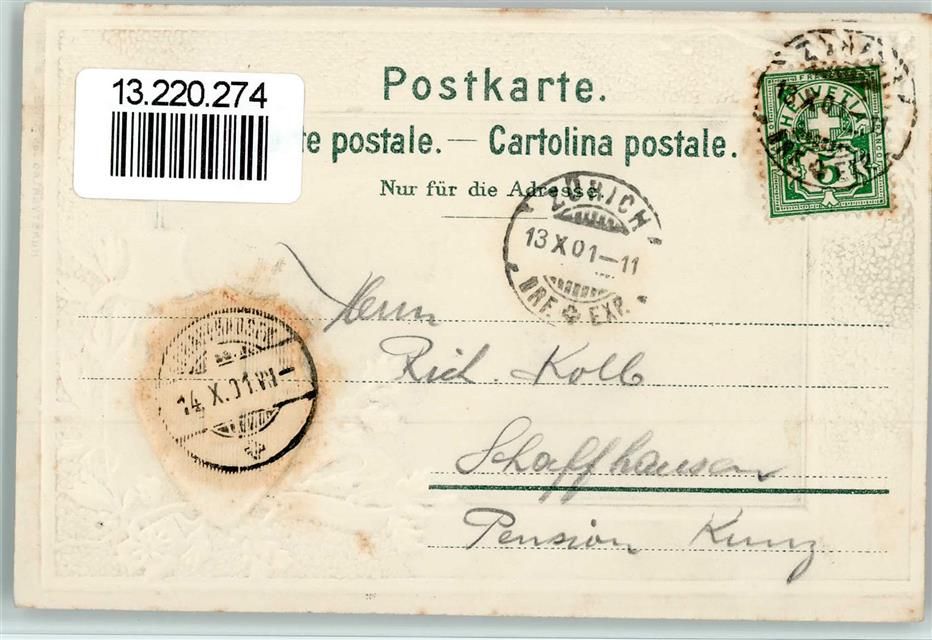 13.220.274
Postkarte.
te postale. — Cartolina postale.
Nur für die Adresse.
HELVETIA
5
ZÜRICH
13 X 01-11
BRF. EXP.
14. X. 01
Herrn
Rich. Kolb
Schaffhausen
Pension Kunz